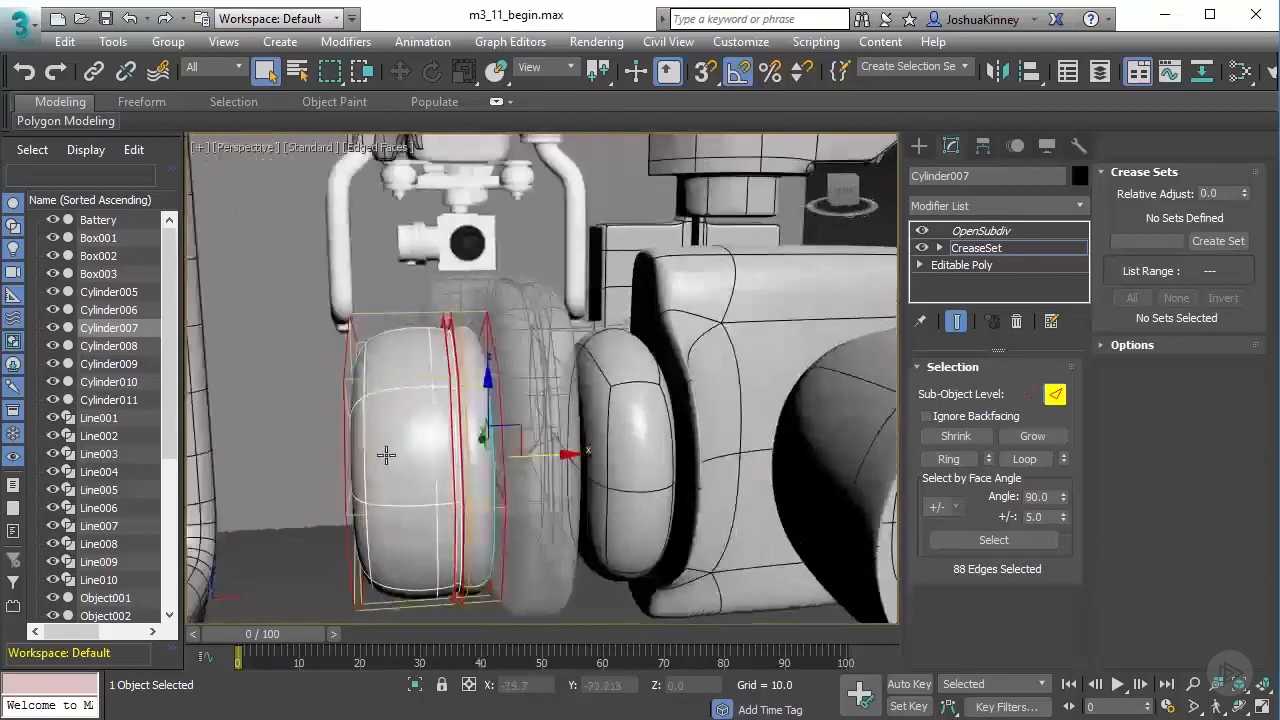 Workspace: Default
m3_11_begin.max
Type a keyword or phrase
JoshuaKinney
Edit Tools Group Views Create Modifiers Animation Graph Editors Rendering Civil View Customize Scripting Content Help
All
View
Create Selection Se
Modeling Freeform Selection Object Paint Populate
Polygon Modeling
Select Display Edit
Name (Sorted Ascending)
Battery
Box001
Box002
Box003
Cylinder005
Cylinder006
Cylinder007
Cylinder008
Cylinder009
Cylinder010
Cylinder011
Line001
Line002
Line003
Line004
Line005
Line006
Line007
Line008
Line009
Line010
Object001
Object002
Workspace: Default
[+] [Perspective] [Standard] [Edged Faces]
x
Cylinder007
Modifier List
OpenSubdiv
CreaseSet
Editable Poly
Selection
Sub-Object Level:
Ignore Backfacing
Shrink Grow
Ring Loop
Select by Face Angle
+/- Angle: 90.0
+/-: 5.0
Select
88 Edges Selected
Crease Sets
Relative Adjust: 0.0
No Sets Defined
Create Set
List Range : ---
All None Invert
No Sets Selected
Options
0 / 100
0 10 20 30 40 50 60 70 80 90 100
1 Object Selected
X: -35.7 Y: -92.213 Z: 0.0 Grid = 10.0
Auto Key Selected
Welcome to M
Add Time Tag
Set Key Key Filters... 0